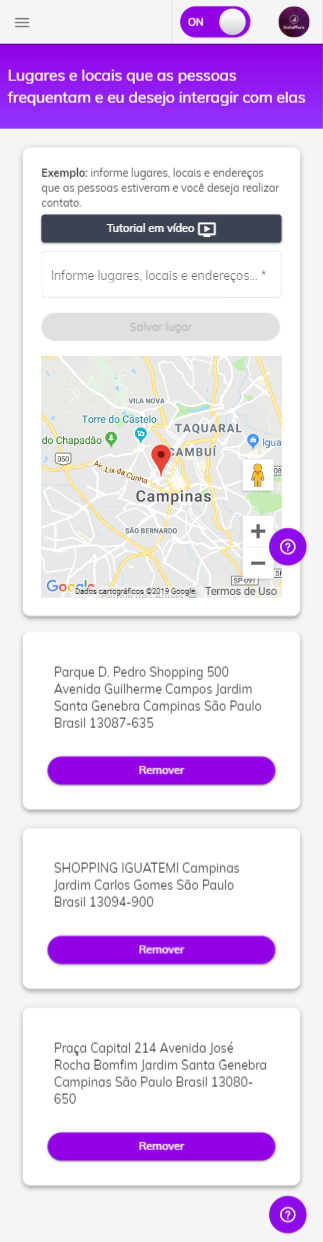 ON
Lugares e locais que as pessoas
frequentam e eu desejo interagir com elas
Exemplo: informe lugares, locais e endereços
que as pessoas estiveram e você deseja realizar
contato.
Tutorial em vídeo
Informe lugares, locais e endereços... *
Salvar lugar
VILA NOVA
Torre do Castelo
TAQUARAL
do Chapadão
Igua
CAMBUÍ
050
Av. Lix da Cunha
Campinas
SÃO BERNARDO
SP-091
Google
Dados cartográficos ©2019 Google
Termos de Uso
Parque D. Pedro Shopping 500
Avenida Guilherme Campos Jardim
Santa Genebra Campinas São Paulo
Brasil 13087-635
Remover
SHOPPING IGUATEMI Campinas
Jardim Carlos Gomes São Paulo
Brasil 13094-900
Remover
Praça Capital 214 Avenida José
Rocha Bomfim Jardim Santa Genebra
Campinas São Paulo Brasil 13080-
650
Remover